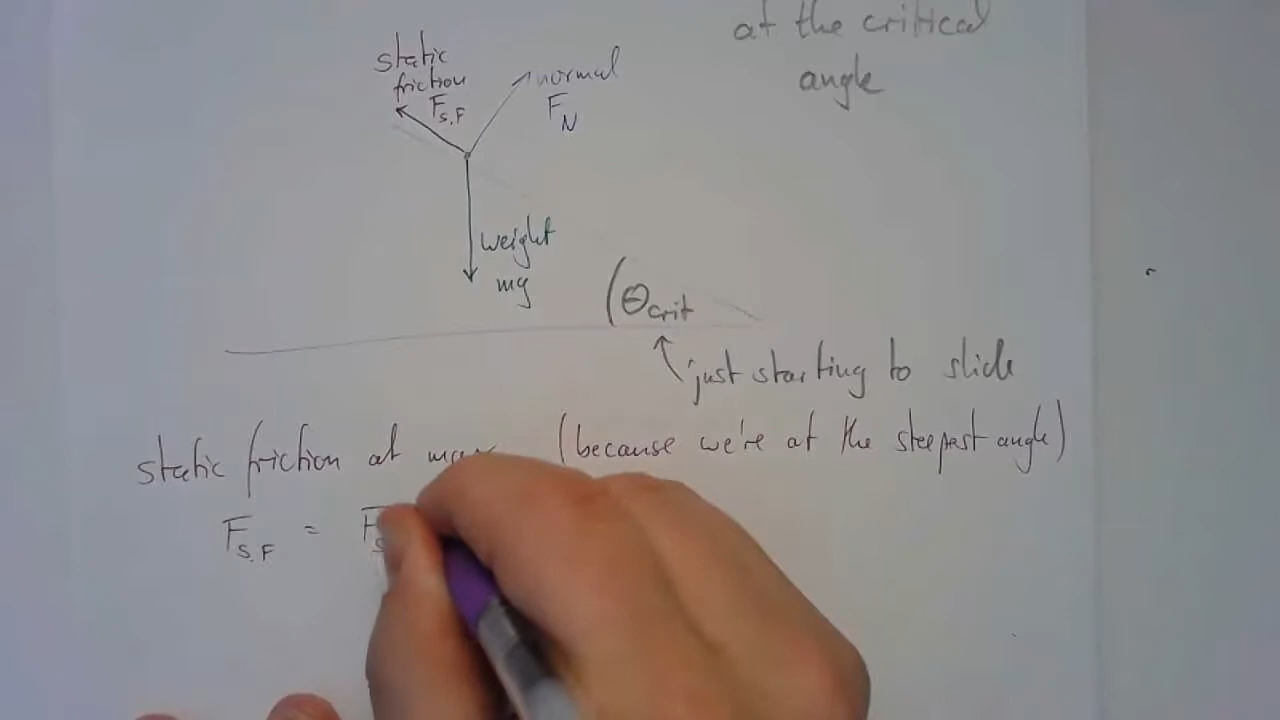 at the critical
angle
static
friction
F_S.F
normal
F_N
weight
mg
(θ_crit
just starting to slide
static friction at (because we're at the steepest angle)
F_S.F =